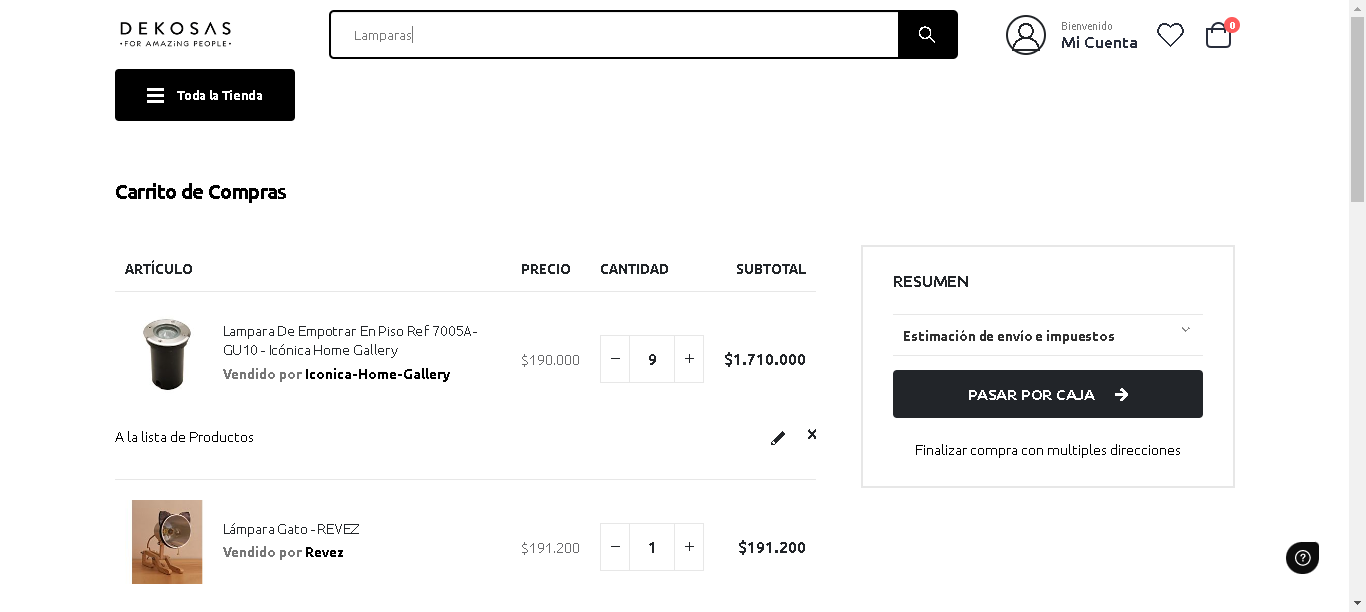 DEKOSAS
•FOR AMAZING PEOPLE•
Lamparas
Bienvenido
Mi Cuenta
0
Toda la Tienda
Carrito de Compras
ARTÍCULO PRECIO CANTIDAD SUBTOTAL
Lampara De Empotrar En Piso Ref 7005A-
GU10 - Icónica Home Gallery
Vendido por Iconica-Home-Gallery
$190.000 − 9 + $1.710.000
A la lista de Productos
Lámpara Gato - REVEZ
Vendido por Revez
$191.200 − 1 + $191.200
RESUMEN
Estimación de envío e impuestos
PASAR POR CAJA
Finalizar compra con multiples direcciones